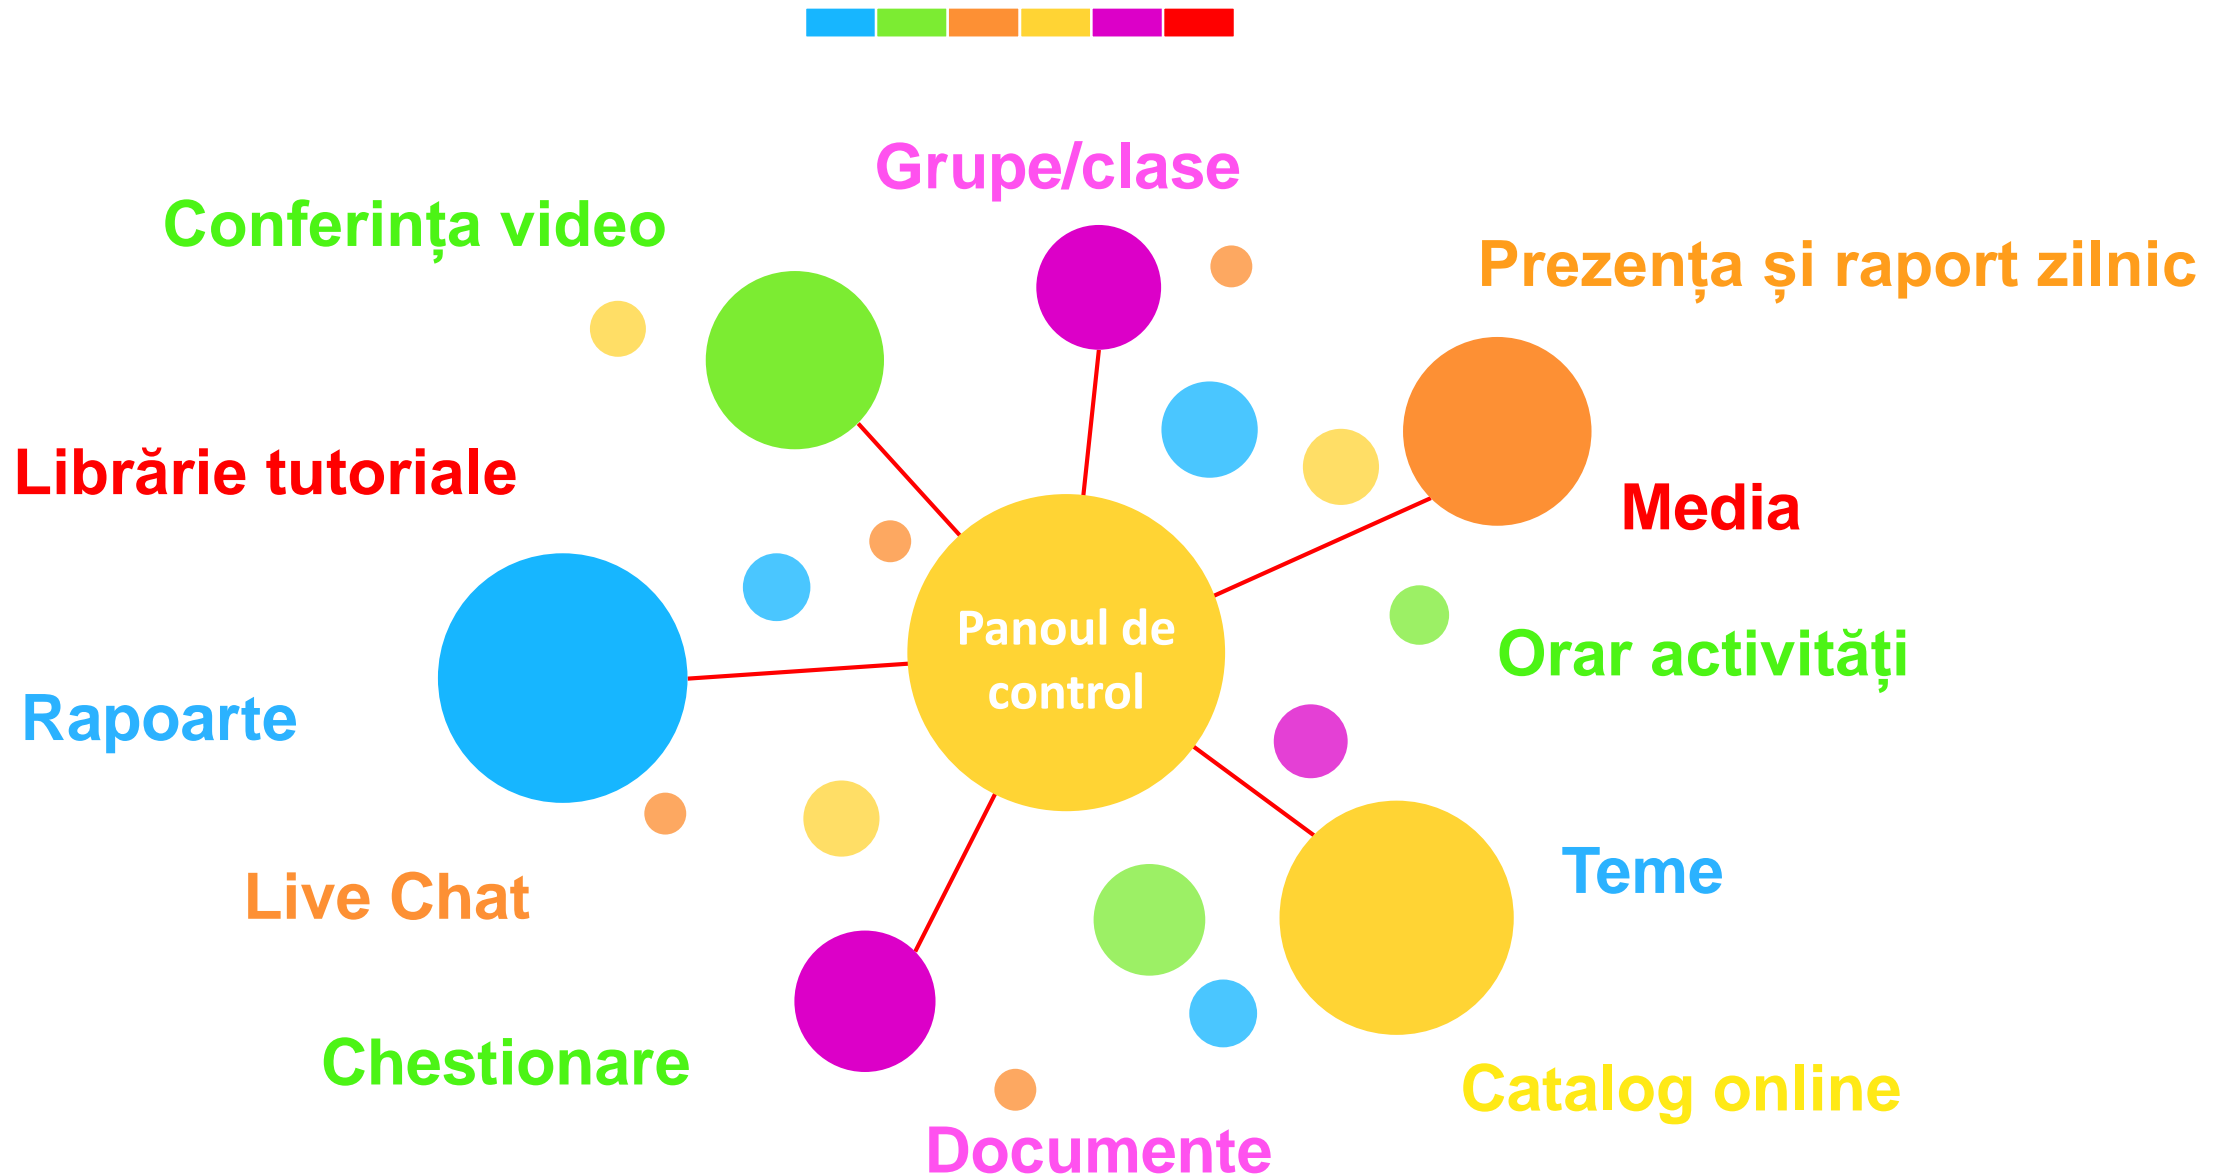 Grupe/clase
Conferința video
Prezența și raport zilnic
Librărie tutoriale
Media
Panoul de
control
Orar activități
Rapoarte
Teme
Live Chat
Chestionare
Catalog online
Documente